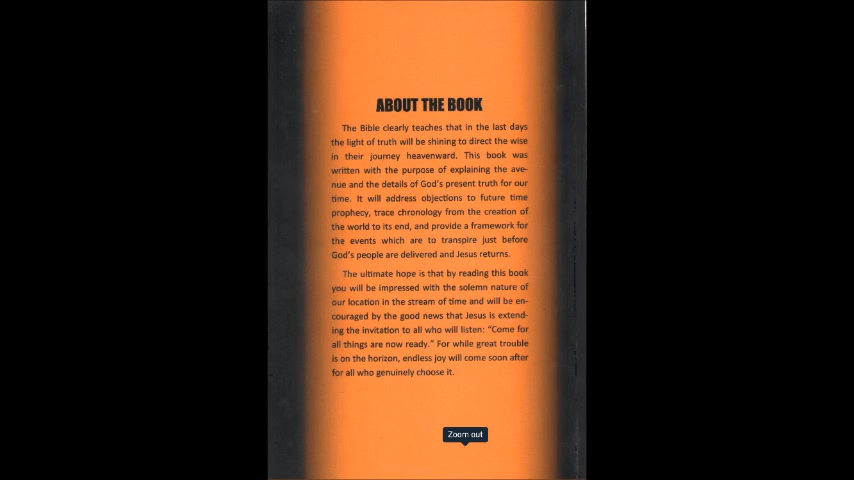 ABOUT THE BOOK
The Bible clearly teaches that in the last days
the light of truth will be shining to direct the wise
in their journey heavenward. This book was
written with the purpose of explaining the ave-
nue and the details of God's present truth for our
time. It will address objections to future time
prophecy, trace chronology from the creation of
the world to its end, and provide a framework for
the events which are to transpire just before
God's people are delivered and Jesus returns.
The ultimate hope is that by reading this book
you will be impressed with the solemn nature of
our location in the stream of time and will be en-
couraged by the good news that Jesus is extend-
ing the invitation to all who will listen: "Come for
all things are now ready." For while great trouble
is on the horizon, endless joy will come soon after
for all who genuinely choose it.
Zoom out